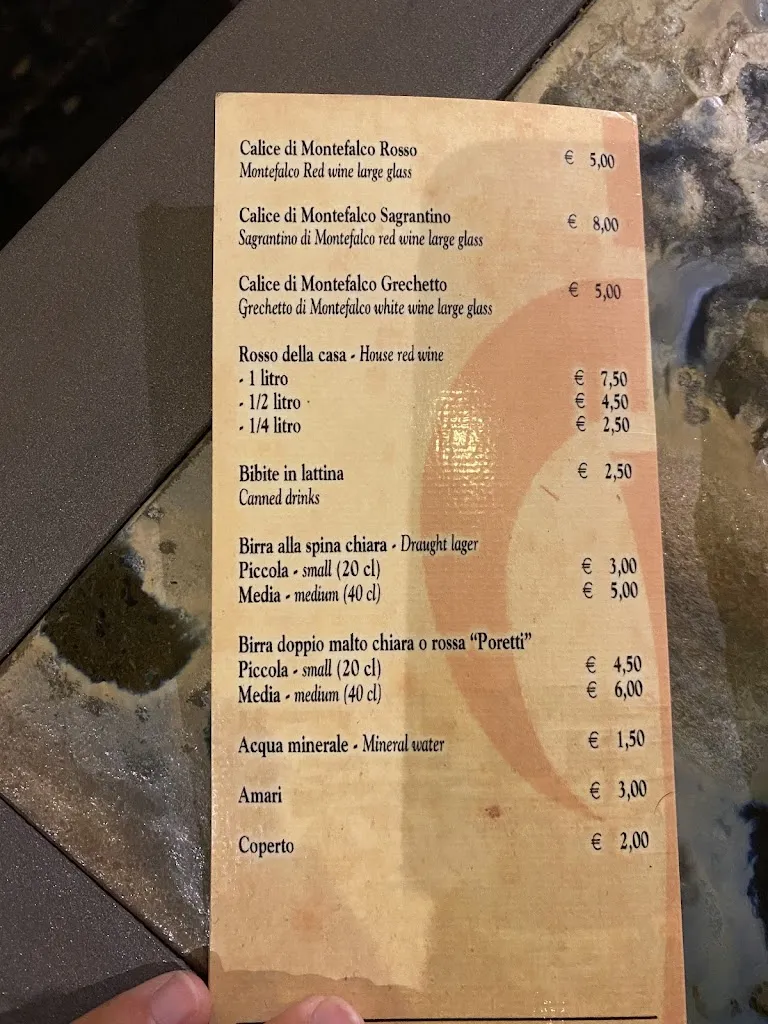 Calice di Montefalco Rosso € 5,00
Montefalco Red wine large glass
Calice di Montefalco Sagrantino € 8,00
Sagrantino di Montefalco red wine large glass
Calice di Montefalco Grechetto € 5,00
Grechetto di Montefalco white wine large glass
Rosso della casa - House red wine
- 1 litro € 7,50
- 1/2 litro € 4,50
- 1/4 litro € 2,50
Bibite in lattina € 2,50
Canned drinks
Birra alla spina chiara - Draught lager
Piccola - small (20 cl) € 3,00
Media - medium (40 cl) € 5,00
Birra doppio malto chiara o rossa “Poretti”
Piccola - small (20 cl) € 4,50
Media - medium (40 cl) € 6,00
Acqua minerale - Mineral water € 1,50
Amari € 3,00
Coperto € 2,00